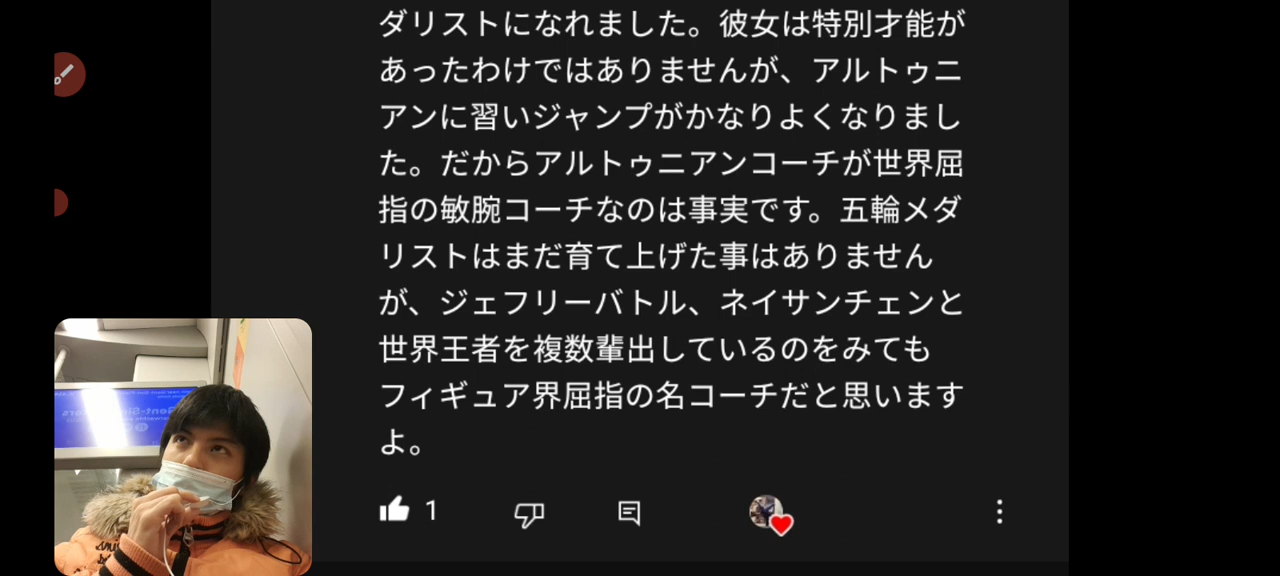 ダリストになれました。彼女は特別才能が
あったわけではありませんが、アルトゥニ
アンに習いジャンプがかなりよくなりまし
た。だからアルトゥニアンコーチが世界屈
指の敏腕コーチなのは事実です。五輪メダ
リストはまだ育て上げた事はありません
が、ジェフリーバトル、ネイサンチェンと
世界王者を複数輩出しているのをみても
フィギュア界屈指の名コーチだと思います
よ。
1